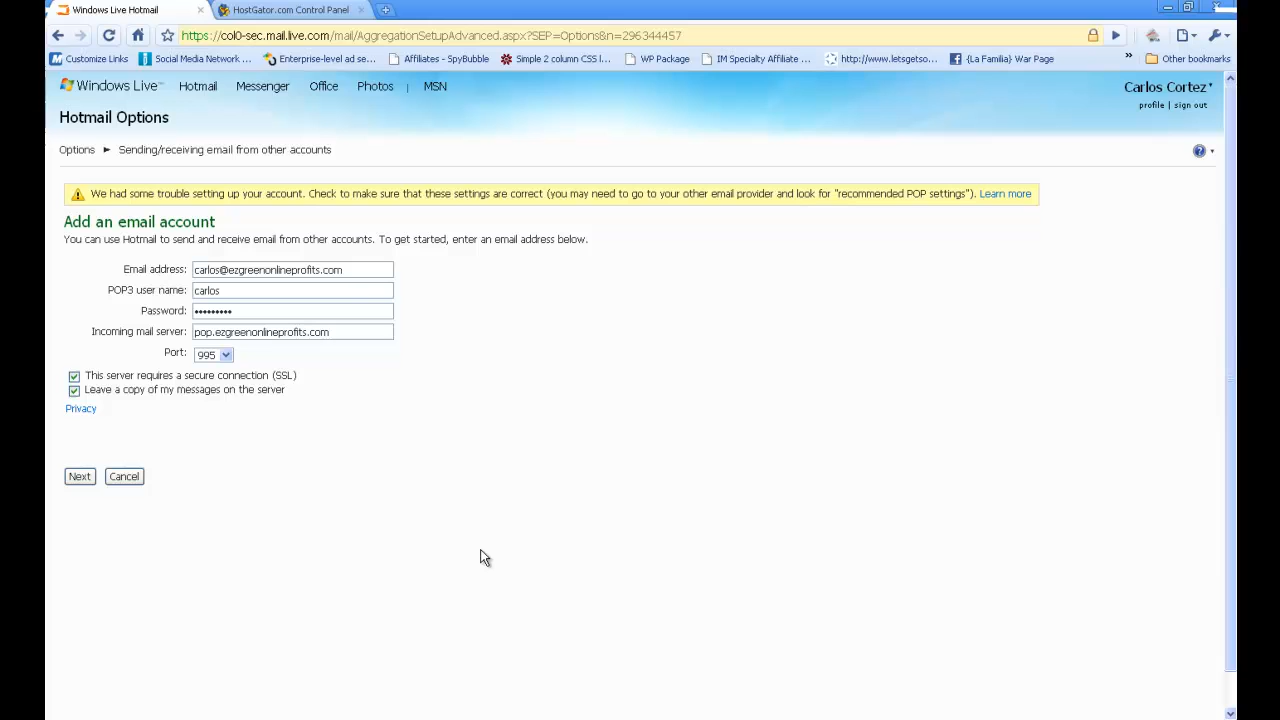 Windows Live Hotmail
HostGator.com Control Panel
https://col0-sec.mail.live.com/mail/AggregationSetupAdvanced.aspx?SEP=Options&n=296344457
Customize Links
Social Media Network ...
Enterprise-level ad se...
Affiliates - SpyBubble
Simple 2 column CSS l...
WP Package
IM Specialty Affiliate ...
http://www.letsgetso...
{La Familia} War Page
»
Other bookmarks
Windows Live™
Hotmail
Messenger
Office
Photos
|
MSN
Carlos Cortez
profile | sign out
Hotmail Options
Options ► Sending/receiving email from other accounts
We had some trouble setting up your account. Check to make sure that these settings are correct (you may need to go to your other email provider and look for "recommended POP settings"). Learn more
Add an email account
You can use Hotmail to send and receive email from other accounts. To get started, enter an email address below.
Email address: carlos@ezgreenonlineprofits.com
POP3 user name: carlos
Password: •••••••••
Incoming mail server: pop.ezgreenonlineprofits.com
Port: 995
This server requires a secure connection (SSL)
Leave a copy of my messages on the server
Privacy
Next Cancel